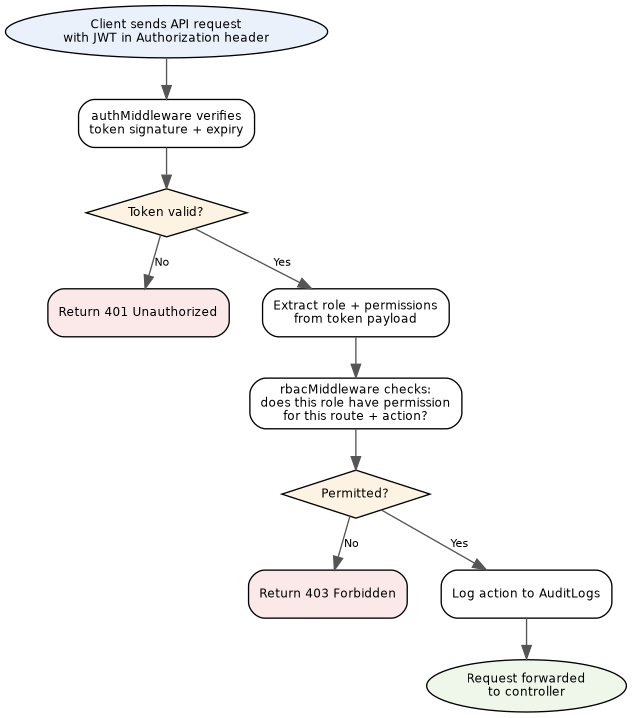 Client sends API request
with JWT in Authorization header
authMiddleware verifies
token signature + expiry
Token valid?
No
Yes
Return 401 Unauthorized
Extract role + permissions
from token payload
rbacMiddleware checks:
does this role have permission
for this route + action?
Permitted?
No
Yes
Return 403 Forbidden
Log action to AuditLogs
Request forwarded
to controller